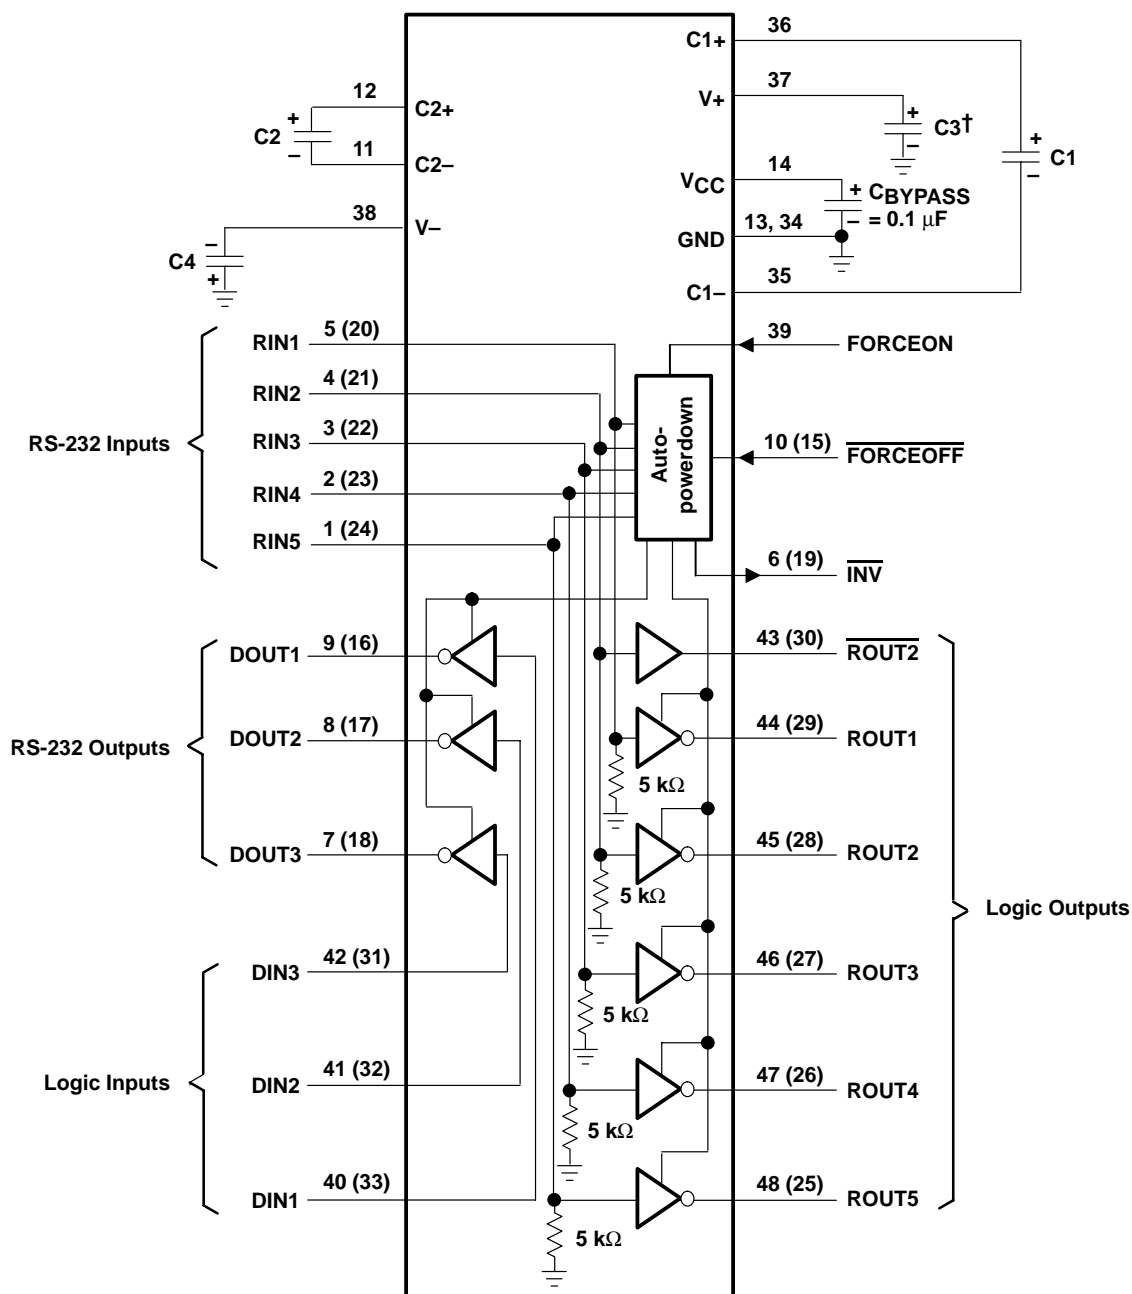 36
C1+
37
V+
12
C2+
+
C2
–
11
C2–
+
C3†
–
+
C1
–
14
VCC
+ CBYPASS
– = 0.1 μF
13, 34
GND
38
V–
–
C4
+
35
C1–
5 (20)
RIN1
39
FORCEON
4 (21)
RIN2
3 (22)
RIN3
RS-232 Inputs
Auto-
powerdown
10 (15)
FORCEOFF
2 (23)
RIN4
1 (24)
RIN5
6 (19)
INV
9 (16)
DOUT1
43 (30)
ROUT2
8 (17)
DOUT2
RS-232 Outputs
44 (29)
ROUT1
5 kΩ
7 (18)
DOUT3
45 (28)
ROUT2
5 kΩ
Logic Outputs
42 (31)
DIN3
46 (27)
ROUT3
5 kΩ
41 (32)
DIN2
Logic Inputs
47 (26)
ROUT4
5 kΩ
40 (33)
DIN1
48 (25)
ROUT5
5 kΩ